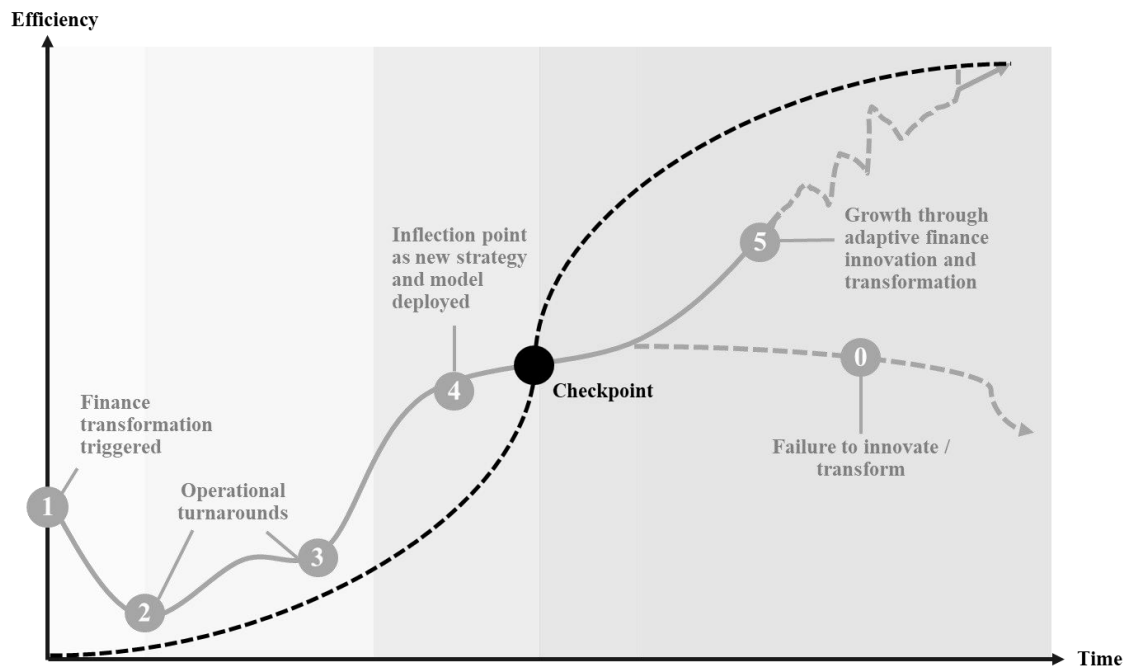 Efficiency
Growth through
adaptive finance
innovation and
transformation
5
Inflection point
as new strategy
and model
deployed
4
Checkpoint
0
Failure to innovate /
transform
Finance
transformation
triggered
1
Operational
turnarounds
2
3
Time